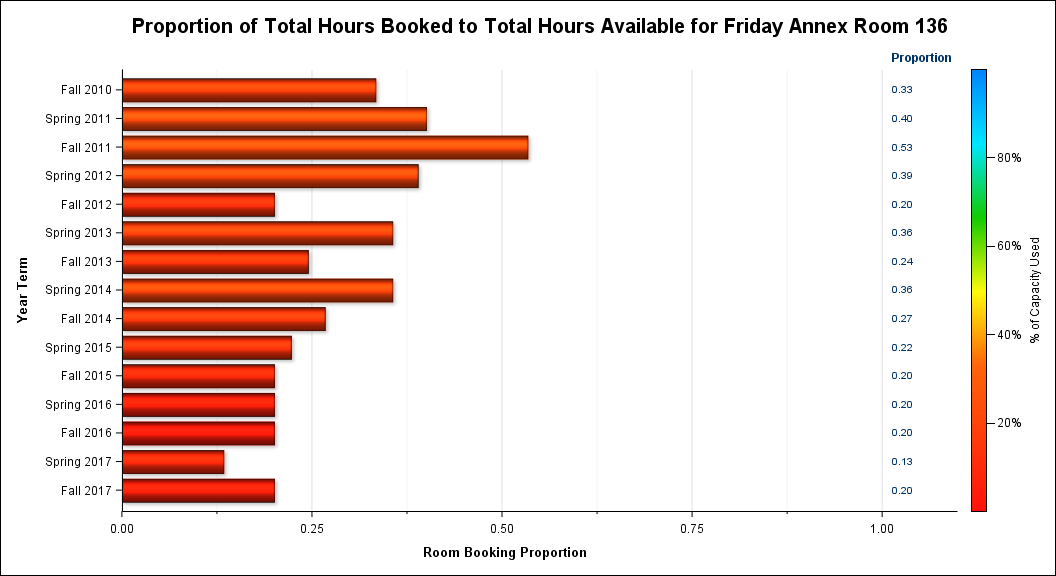 Proportion of Total Hours Booked to Total Hours Available for Friday Annex Room 136
Proportion
Fall 2010 0.33
Spring 2011 0.40
Fall 2011 0.53
Spring 2012 0.39
Fall 2012 0.20
Spring 2013 0.36
Fall 2013 0.24
Spring 2014 0.36
Fall 2014 0.27
Spring 2015 0.22
Fall 2015 0.20
Spring 2016 0.20
Fall 2016 0.20
Spring 2017 0.13
Fall 2017 0.20
Year Term
0.00 0.25 0.50 0.75 1.00
Room Booking Proportion
80%
60%
40%
20%
% of Capacity Used